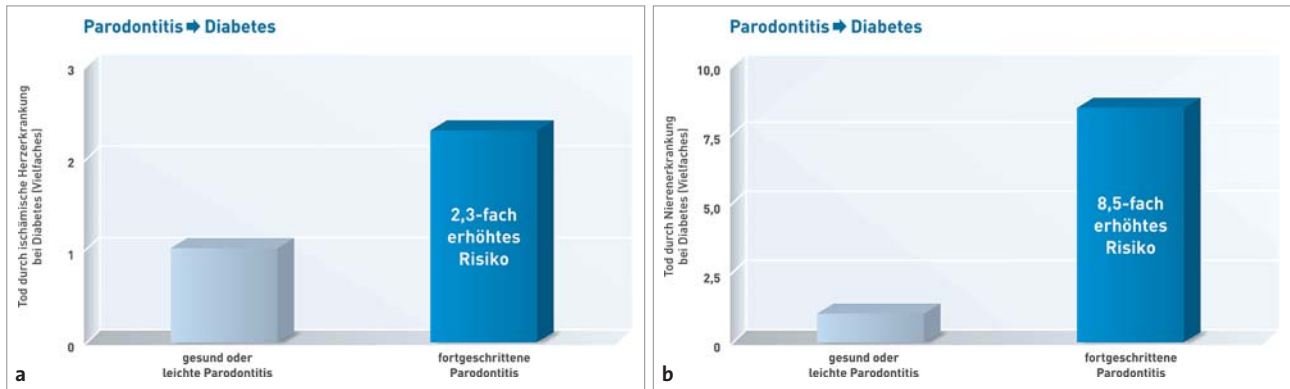 Parodontitis ➡ Diabetes
Tod durch ischämische Herzerkrankung
bei Diabetes (Vielfaches)
3
2
1
0
2,3-fach
erhöhtes
Risiko
gesund oder
leichte Parodontitis
fortgeschrittene
Parodontitis
a
Parodontitis ➡ Diabetes
Tod durch Nierenerkrankung
bei Diabetes (Vielfaches)
10,0
7,5
5,0
2,5
0
8,5-fach
erhöhtes
Risiko
gesund oder
leichte Parodontitis
fortgeschrittene
Parodontitis
b